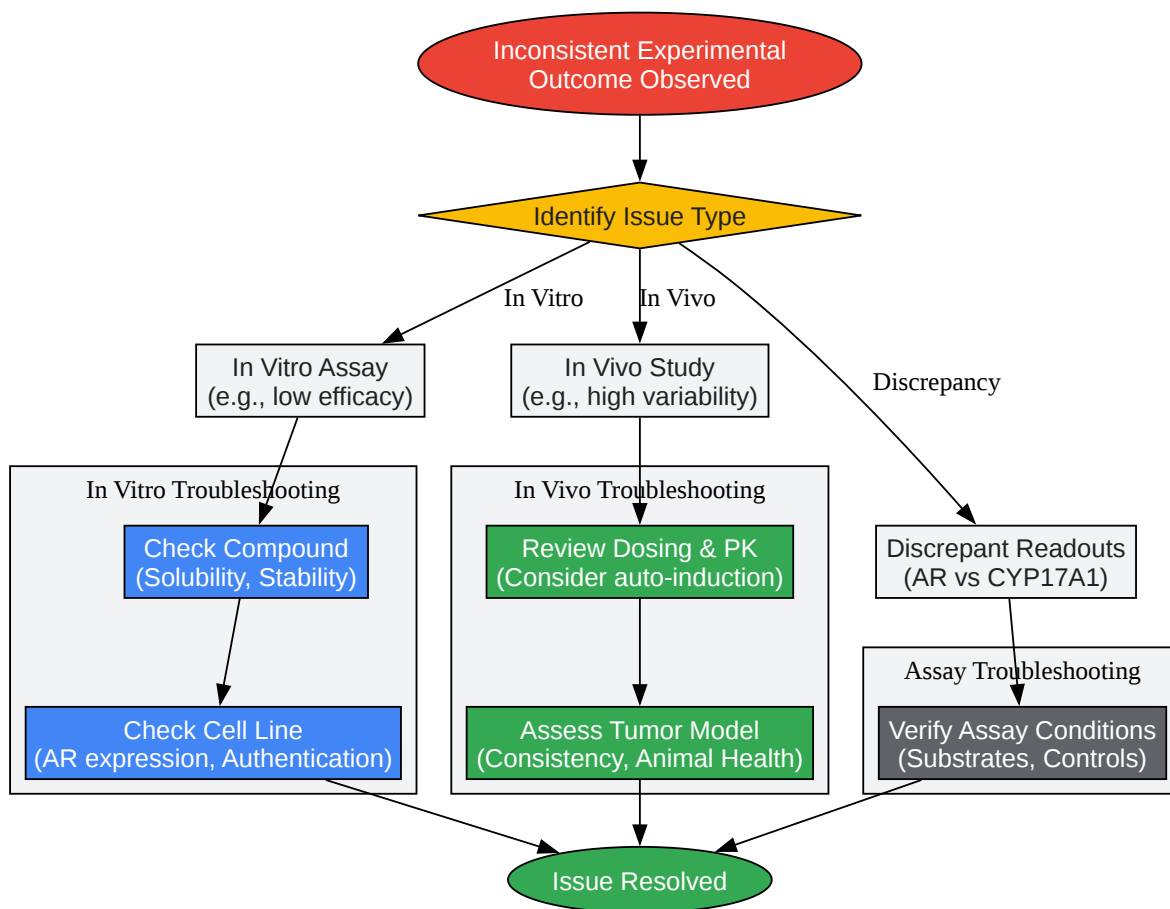 Inconsistent Experimental
Outcome Observed
Identify Issue Type
In Vitro
In Vivo
Discrepancy
In Vitro Assay
(e.g., low efficacy)
In Vivo Study
(e.g., high variability)
In Vitro Troubleshooting
In Vivo Troubleshooting
Check Compound
(Solubility, Stability)
Review Dosing & PK
(Consider auto-induction)
Discrepant Readouts
(AR vs CYP17A1)
Assay Troubleshooting
Check Cell Line
(AR expression, Authentication)
Assess Tumor Model
(Consistency, Animal Health)
Verify Assay Conditions
(Substrates, Controls)
Issue Resolved